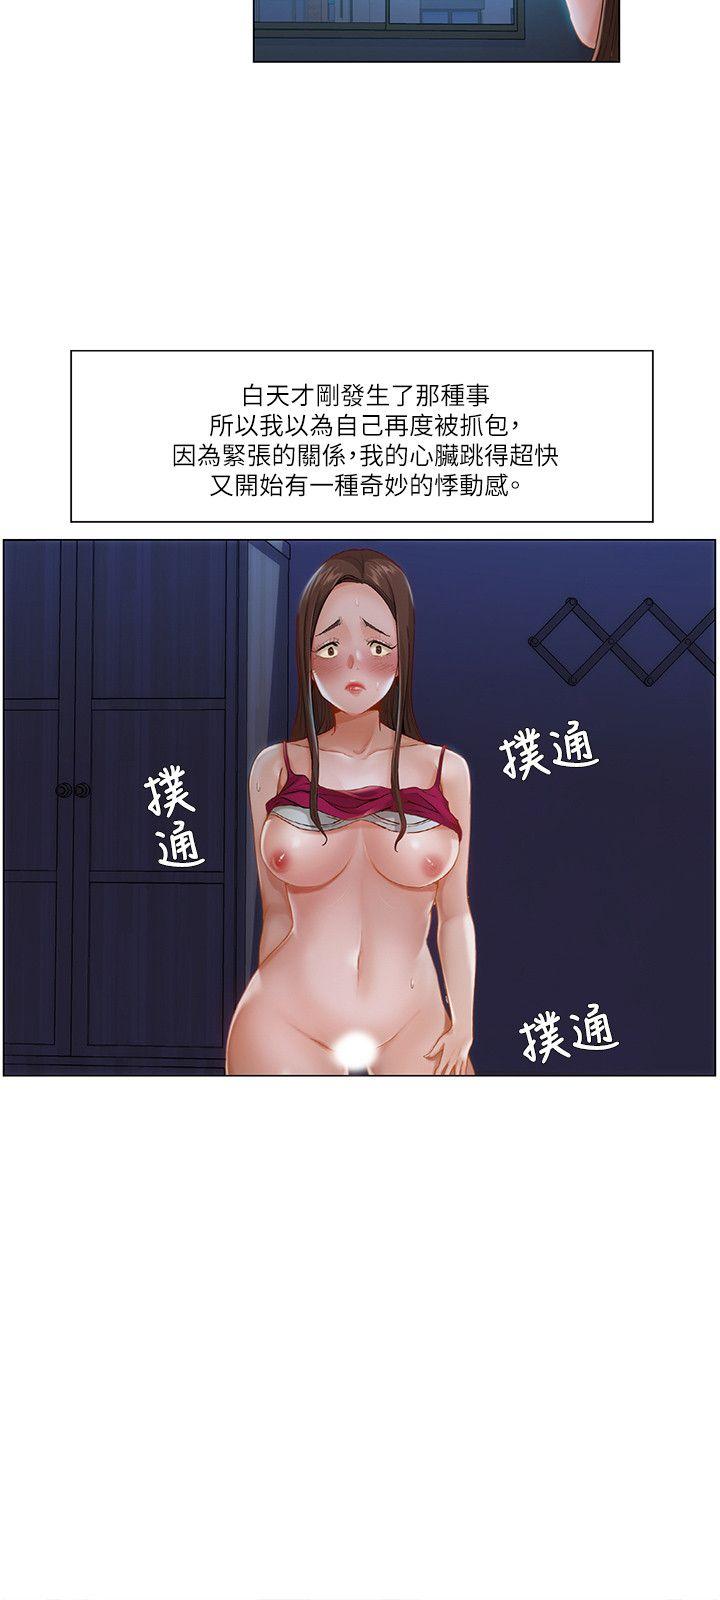 白天才剛發生了那種事
所以我以為自己再度被抓包，
因為緊張的關係，我的心臟跳得超快
又開始有一種奇妙的悸動感。
撲通
撲通
撲通